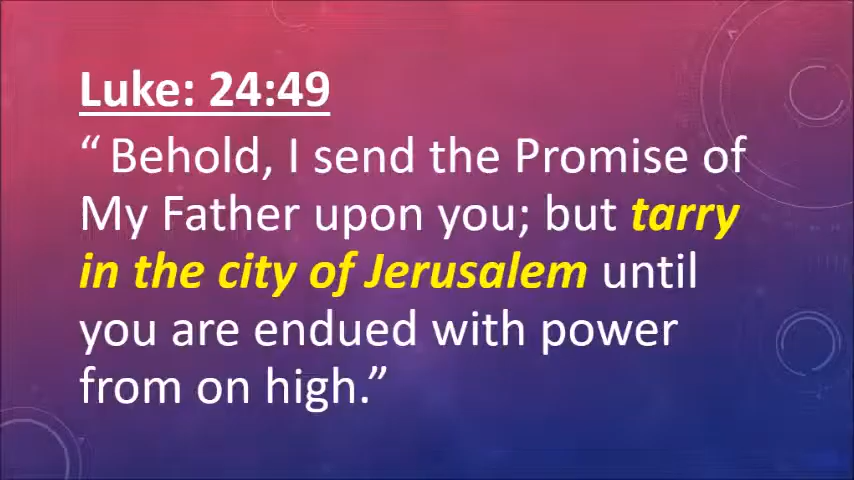 Luke: 24:49
“ Behold, I send the Promise of
My Father upon you; but tarry
in the city of Jerusalem until
you are endued with power
from on high.”